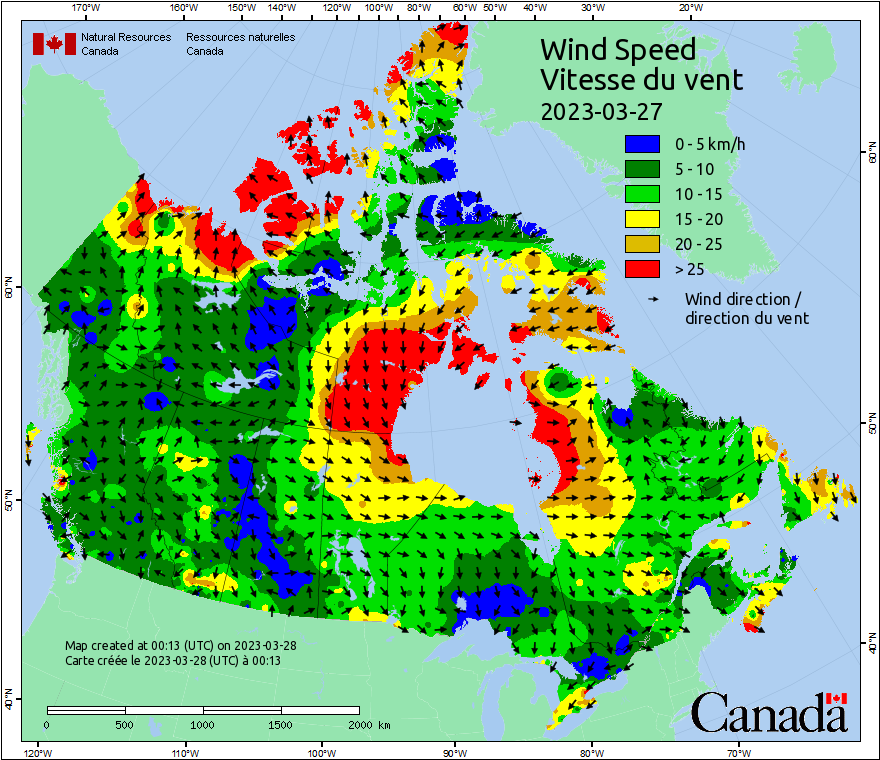 170°W 160°W 150°W 140°W 120°W 100°W 80°W 60°W 50°W 40°W 30°W 20°W
Natural Resources Ressources naturelles
Canada Canada
Wind Speed
Vitesse du vent
2023-03-27
0 - 5 km/h
5 - 10
10 - 15
15 - 20
20 - 25
> 25
Wind direction /
direction du vent
60°N
60°N
50°N
50°N
40°N
40°N
Map created at 00:13 (UTC) on 2023-03-28
Carte créée le 2023-03-28 (UTC) à 00:13
0 500 1000 1500 2000 km
Canada
120°W 110°W 100°W 90°W 80°W 70°W